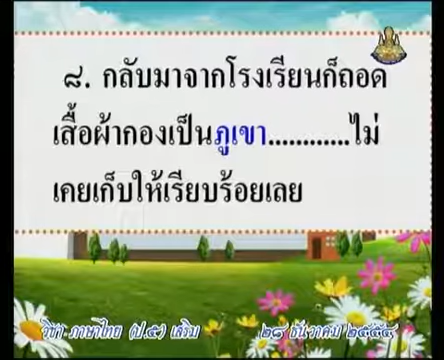 ๘. กลับมาจากโรงเรียนก็ถอด
เสื้อผ้ากองเป็นภูเขา............ไม่
เคยเก็บให้เรียบร้อยเลย
วิชา ภาษาไทย (ป.๕) เสริม ๒๘ ธันวาคม ๒๕๕๔